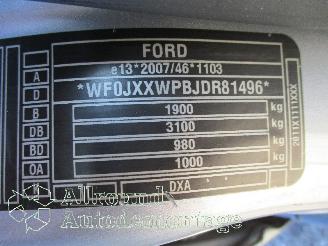 FORD
A e13*2007/46*1103
D *WF0JXXWPBJDR81496*
B 1900 kg
DB 3100 kg
BD 980 kg
OA 1000 kg
DXA
2011X1111XXX
Allround
Autodemontage